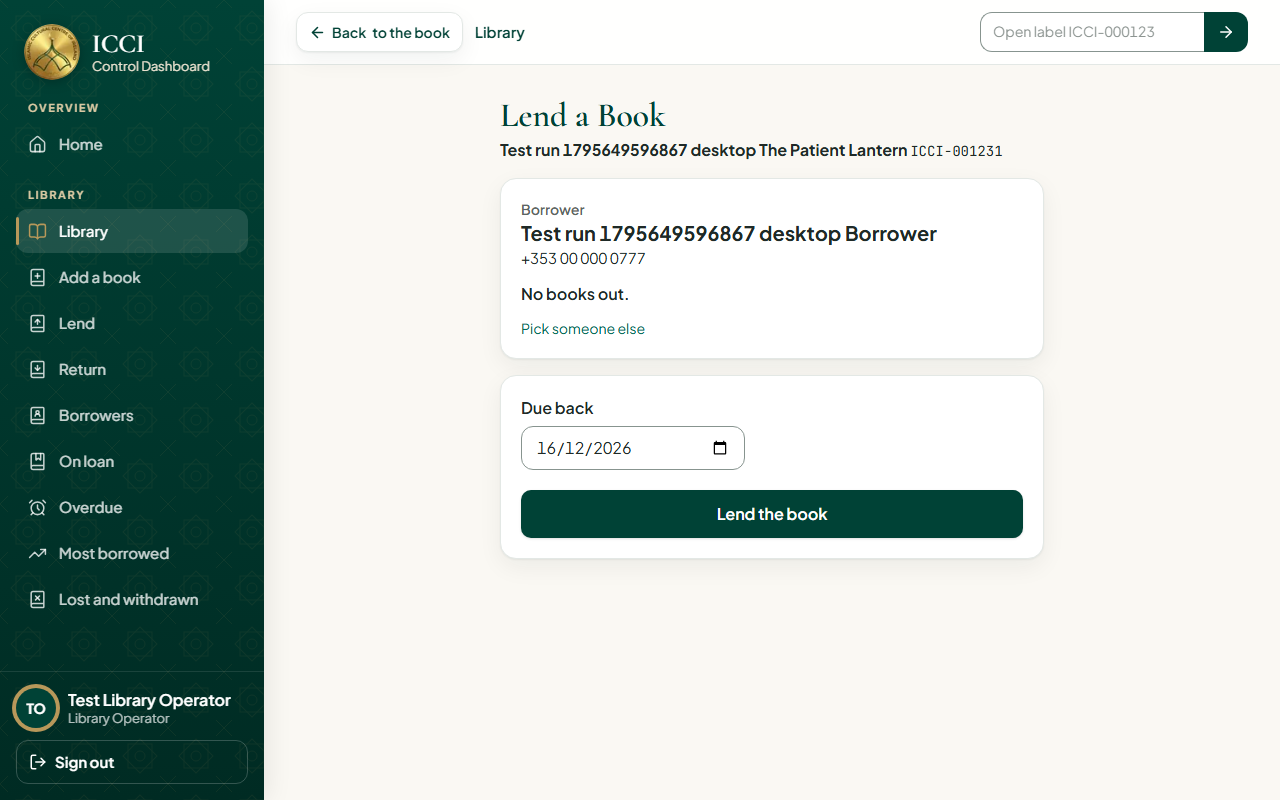 ICCI
Control Dashboard
OVERVIEW
Home
LIBRARY
Library
Add a book
Lend
Return
Borrowers
On loan
Overdue
Most borrowed
Lost and withdrawn
TO
Test Library Operator
Library Operator
Sign out
Back to the book
Library
Open label ICCI-000123
Lend a Book
Test run 1795649596867 desktop The Patient Lantern ICCI-001231
Borrower
Test run 1795649596867 desktop Borrower
+353 00 000 0777
No books out.
Pick someone else
Due back
16/12/2026
Lend the book